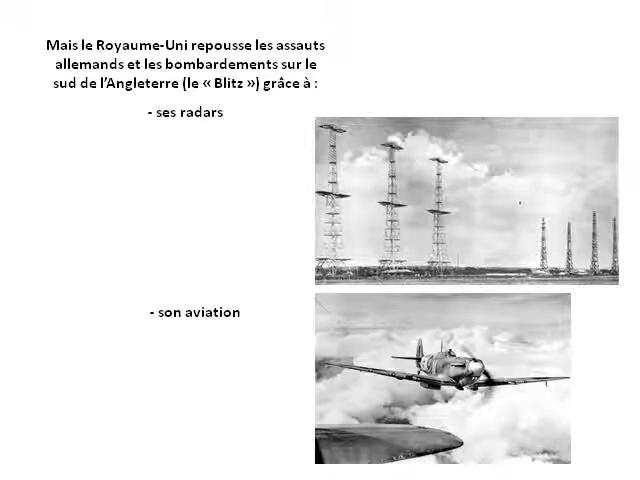 Mais le Royaume-Uni repousse les assauts
allemands et les bombardements sur le
sud de l’Angleterre (le « Blitz ») grâce à :
- ses radars
- son aviation